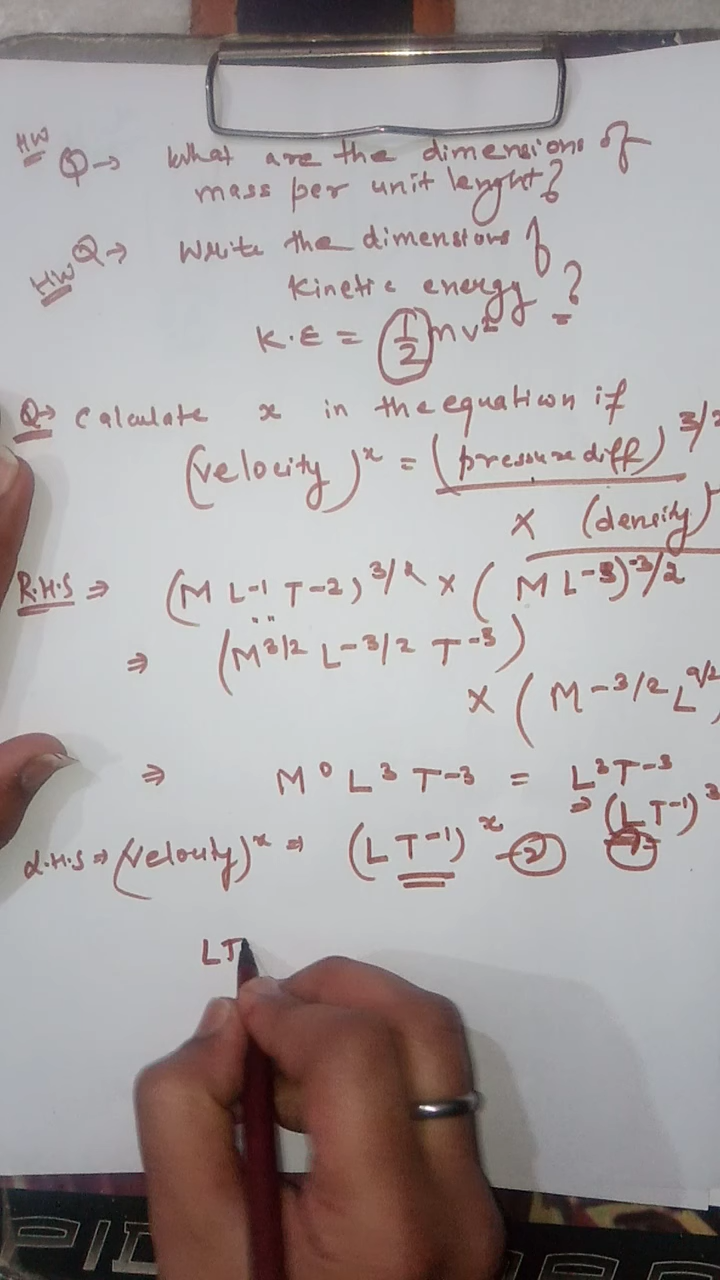 HW
Q→ What are the dimensions of
mass per unit lenght?
HW Q→ Write the dimensions of
Kinetic energy?
K.E = (1/2)mv²
Q→ Calculate x in the equation if
(velocity)^x = (pressure diff)^3/2
× (density)
R.H.S ⇒ (M L-1 T-2)^3/2 × (M L-3)^-3/2
⇒ (M^3/2 L-3/2 T-3)
× (M-3/2 L^9/2
⇒ M⁰ L³ T-3 = L³T-3
⇒ (LT-1)³
L.H.S ⇒ (velocity)^x ⇒ (L T-1)^x -②
LT
PID